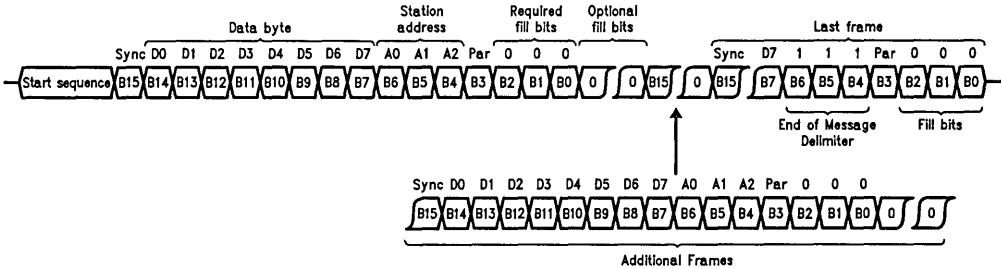 Station Required Optional
Data byte address fill bits fill bits Last frame
Sync D0 D1 D2 D3 D4 D5 D6 D7 A0 A1 A2 Par 0 0 0 Sync D7 1 1 1 Par 0 0 0
Start sequence B15 B14 B13 B12 B11 B10 B9 B8 B7 B6 B5 B4 B3 B2 B1 B0 0 0 B15 0 B15 B7 B6 B5 B4 B3 B2 B1 B0
End of Message Fill bits
Delimiter
Sync D0 D1 D2 D3 D4 D5 D6 D7 A0 A1 A2 Par 0 0 0
B15 B14 B13 B12 B11 B10 B9 B8 B7 B6 B5 B4 B3 B2 B1 B0 0 0
Additional Frames